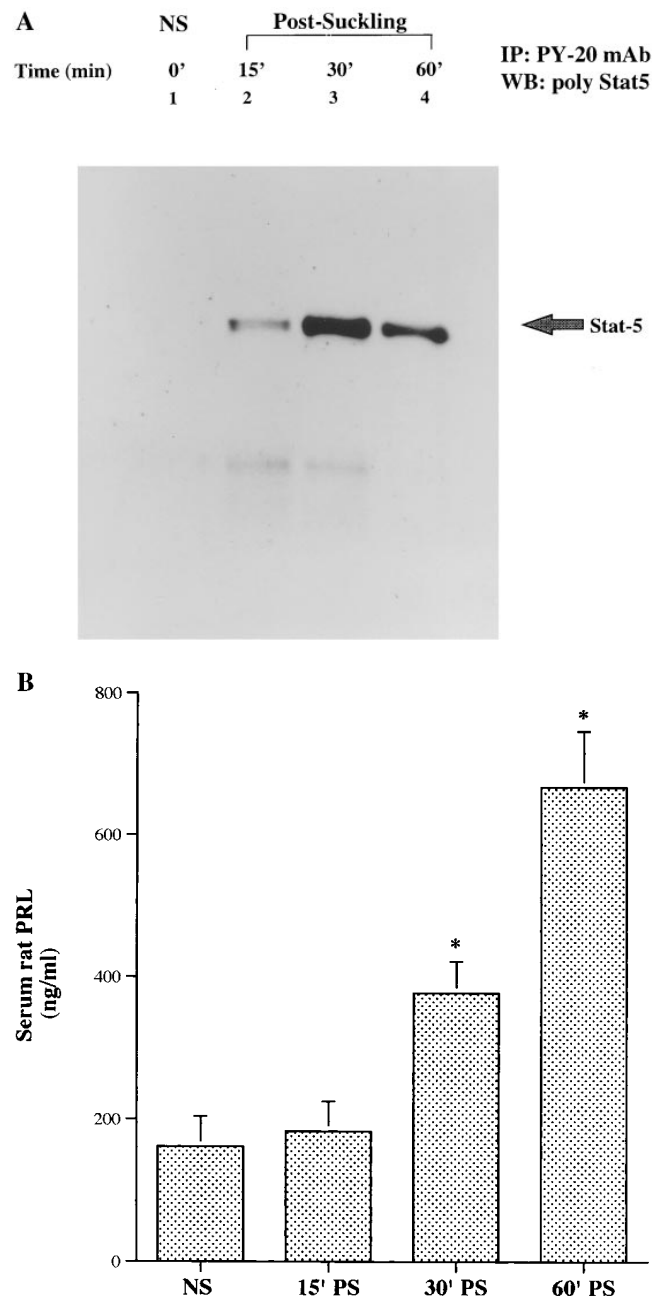 A
NS Post-Suckling
Time (min) 0' 15' 30' 60' IP: PY-20 mAb
1 2 3 4 WB: poly Stat5
Stat-5
B
800
600
400
200
0
Serum rat PRL
(ng/ml)
*
*
NS 15' PS 30' PS 60' PS